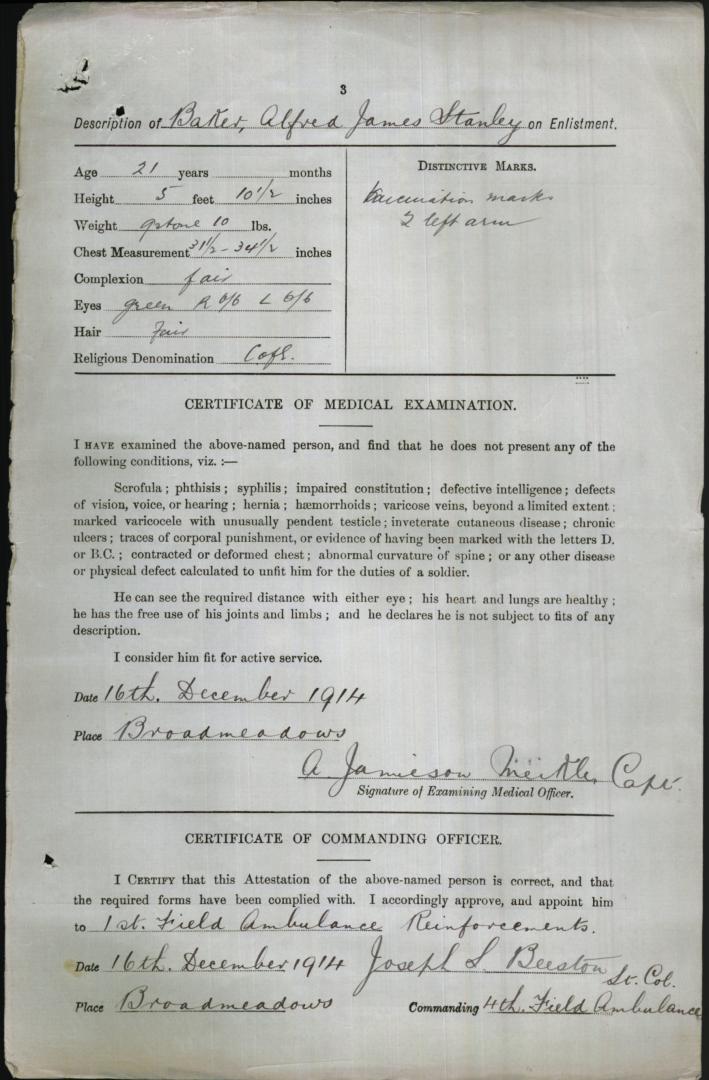 3
Description of Baker, Alfred James Stanley on Enlistment.
Age 21 years months
Height 5 feet 10 1/2 inches
Weight 9 stone 10 lbs.
Chest Measurement 31 1/2 - 34 1/2 inches
Complexion fair
Eyes green R 6/6 L 6/6
Hair Fair
Religious Denomination C of E.
DISTINCTIVE MARKS.
Vaccination marks
2 left arm
CERTIFICATE OF MEDICAL EXAMINATION.
I HAVE examined the above-named person, and find that he does not present any of the
following conditions, viz. :—
Scrofula ; phthisis ; syphilis ; impaired constitution ; defective intelligence ; defects
of vision, voice, or hearing ; hernia ; hæmorrhoids ; varicose veins, beyond a limited extent ;
marked varicocele with unusually pendent testicle ; inveterate cutaneous disease ; chronic
ulcers ; traces of corporal punishment, or evidence of having been marked with the letters D.
or B.C. ; contracted or deformed chest ; abnormal curvature of spine ; or any other disease
or physical defect calculated to unfit him for the duties of a soldier.
He can see the required distance with either eye ; his heart and lungs are healthy ;
he has the free use of his joints and limbs ; and he declares he is not subject to fits of any
description.
I consider him fit for active service.
Date 16th. December 1914
Place Broadmeadows
A Jamieson Meikle, Capt.
Signature of Examining Medical Officer.
CERTIFICATE OF COMMANDING OFFICER.
I CERTIFY that this Attestation of the above-named person is correct, and that
the required forms have been complied with. I accordingly approve, and appoint him
to 1st. Field Ambulance Reinforcements.
Date 16th. December 1914 Joseph L Beeston Lt. Col.
Place Broadmeadows Commanding 4th. Field Ambulance